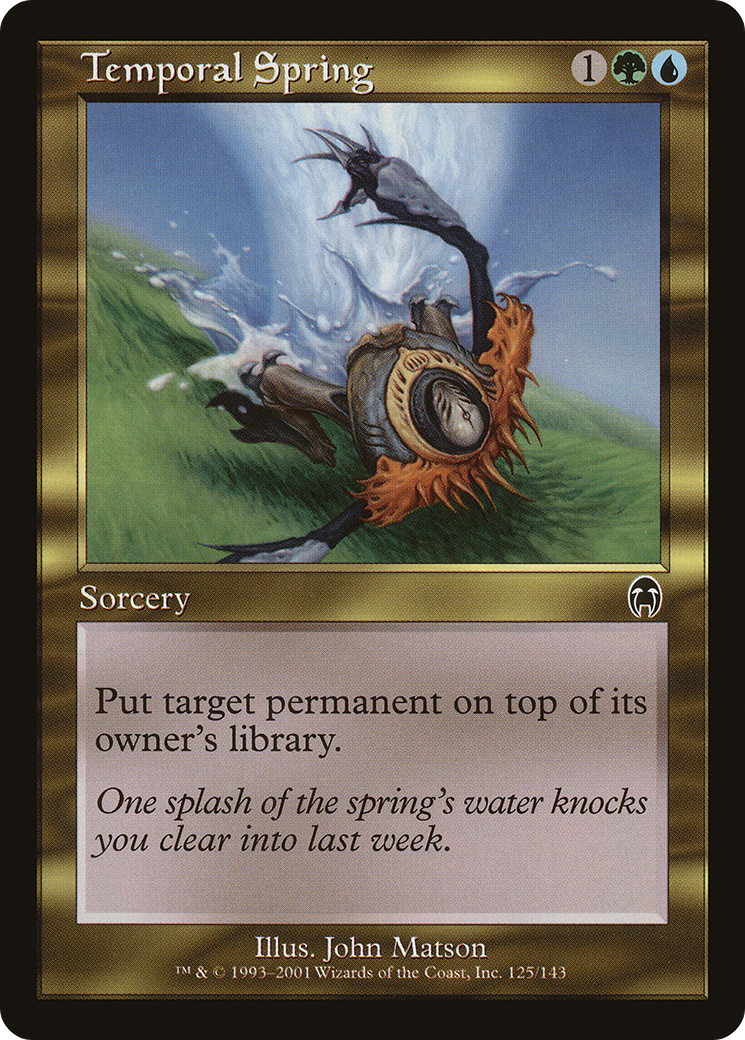 Temporal Spring 1
Sorcery
Put target permanent on top of its
owner's library.
One splash of the spring's water knocks
you clear into last week.
Illus. John Matson
™ & © 1993–2001 Wizards of the Coast, Inc. 125/143